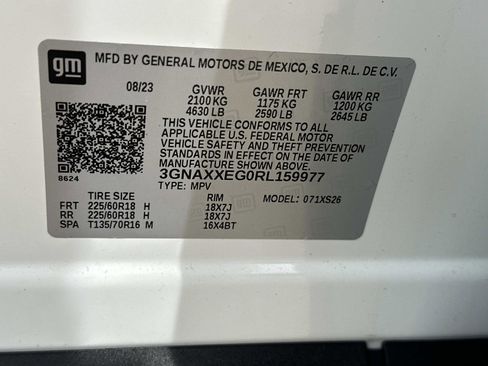 gm
MFD BY GENERAL MOTORS DE MEXICO, S. DE R.L. DE C.V.
08/23 GVWR GAWR FRT GAWR RR
2100 KG 1175 KG 1200 KG
4630 LB 2590 LB 2645 LB
THIS VEHICLE CONFORMS TO ALL
APPLICABLE U.S. FEDERAL MOTOR
VEHICLE SAFETY AND THEFT PREVENTION
STANDARDS IN EFFECT ON THE DATE OF
MANUFACTURE SHOWN ABOVE.
8624 3GNAXXEG0RL159977
TYPE: MPV
TIRE SIZE RIM MODEL: 071XS26
FRT 225/60R18 H 18X7J
RR 225/60R18 H 18X7J
SPA T135/70R16 M 16X4BT